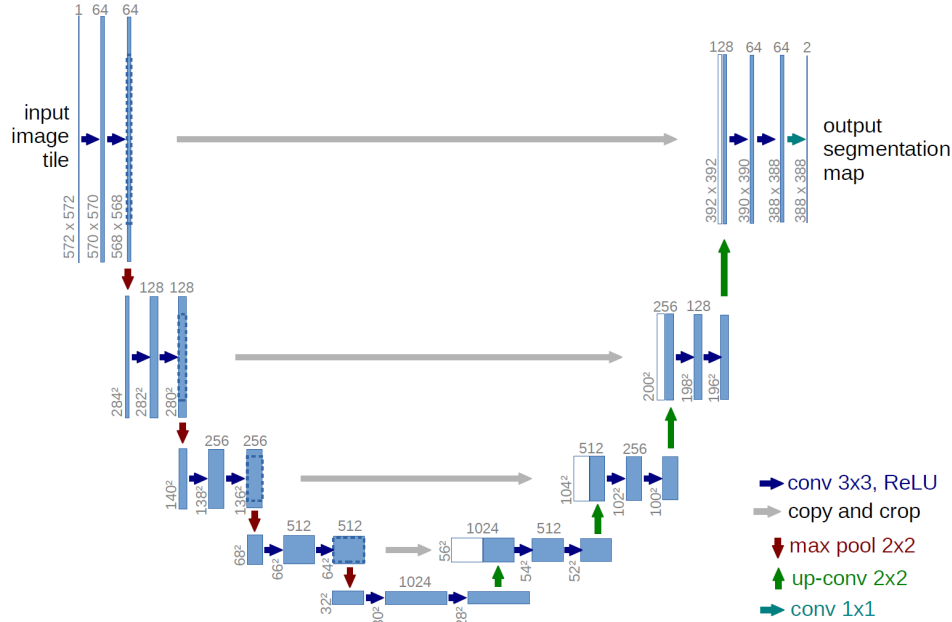 1 64 64
input
image
tile
572 x 572
570 x 570
568 x 568
128 64 64 2
output
segmentation
map
392 x 392
390 x 390
388 x 388
388 x 388
128 128
284²
282²
280²
256 128
200²
198²
196²
256 256
140²
138²
136²
512 256
104²
102²
100²
512 512
68²
66²
64²
1024 512
56²
54²
52²
1024
32²
conv 3x3, ReLU
copy and crop
max pool 2x2
up-conv 2x2
conv 1x1